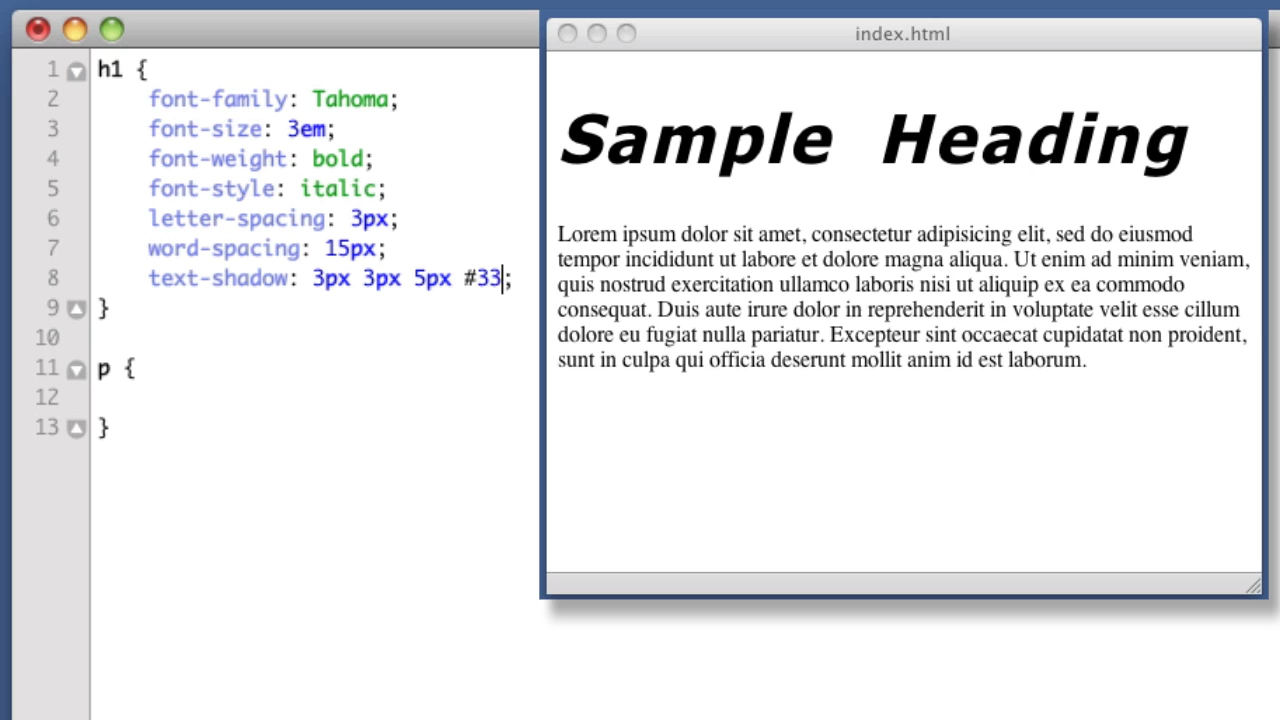 1 h1 {
2 font-family: Tahoma;
3 font-size: 3em;
4 font-weight: bold;
5 font-style: italic;
6 letter-spacing: 3px;
7 word-spacing: 15px;
8 text-shadow: 3px 3px 5px #33;
9 }
10
11 p {
12
13 }
index.html
Sample Heading
Lorem ipsum dolor sit amet, consectetur adipisicing elit, sed do eiusmod
tempor incididunt ut labore et dolore magna aliqua. Ut enim ad minim veniam,
quis nostrud exercitation ullamco laboris nisi ut aliquip ex ea commodo
consequat. Duis aute irure dolor in reprehenderit in voluptate velit esse cillum
dolore eu fugiat nulla pariatur. Excepteur sint occaecat cupidatat non proident,
sunt in culpa qui officia deserunt mollit anim id est laborum.